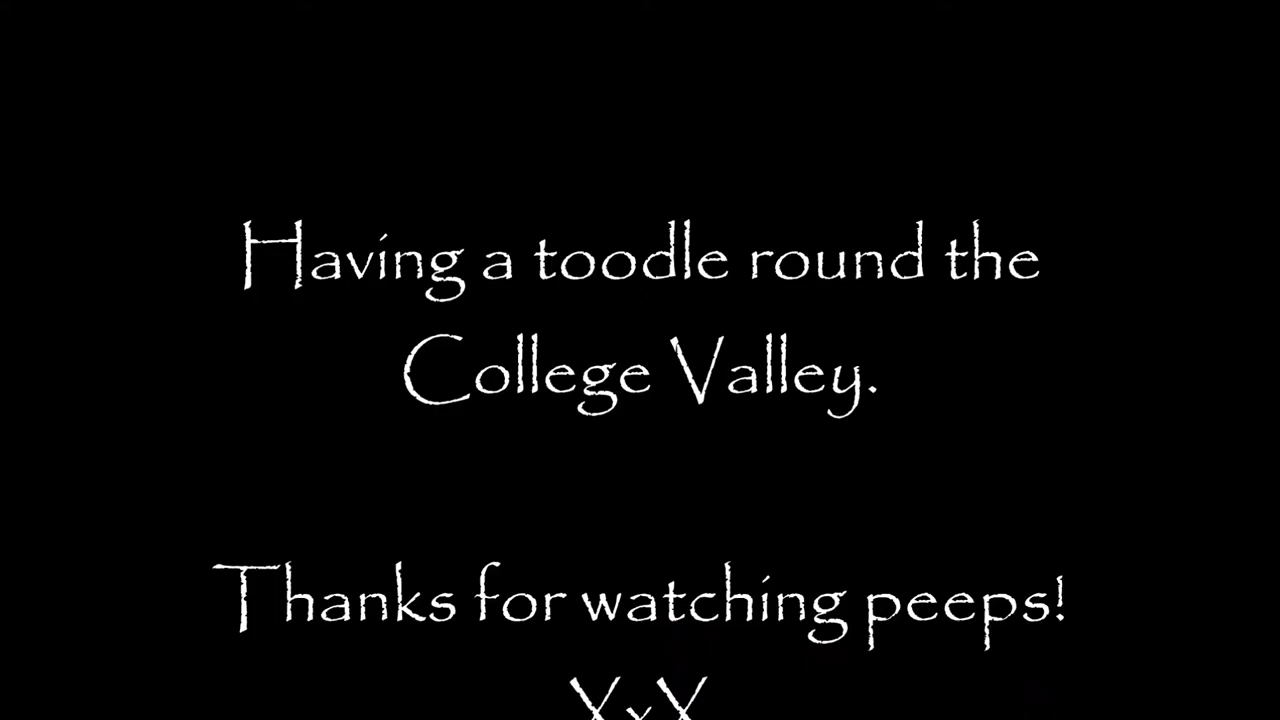 Having a toodle round the
College Valley.
Thanks for watching peeps!
XxX